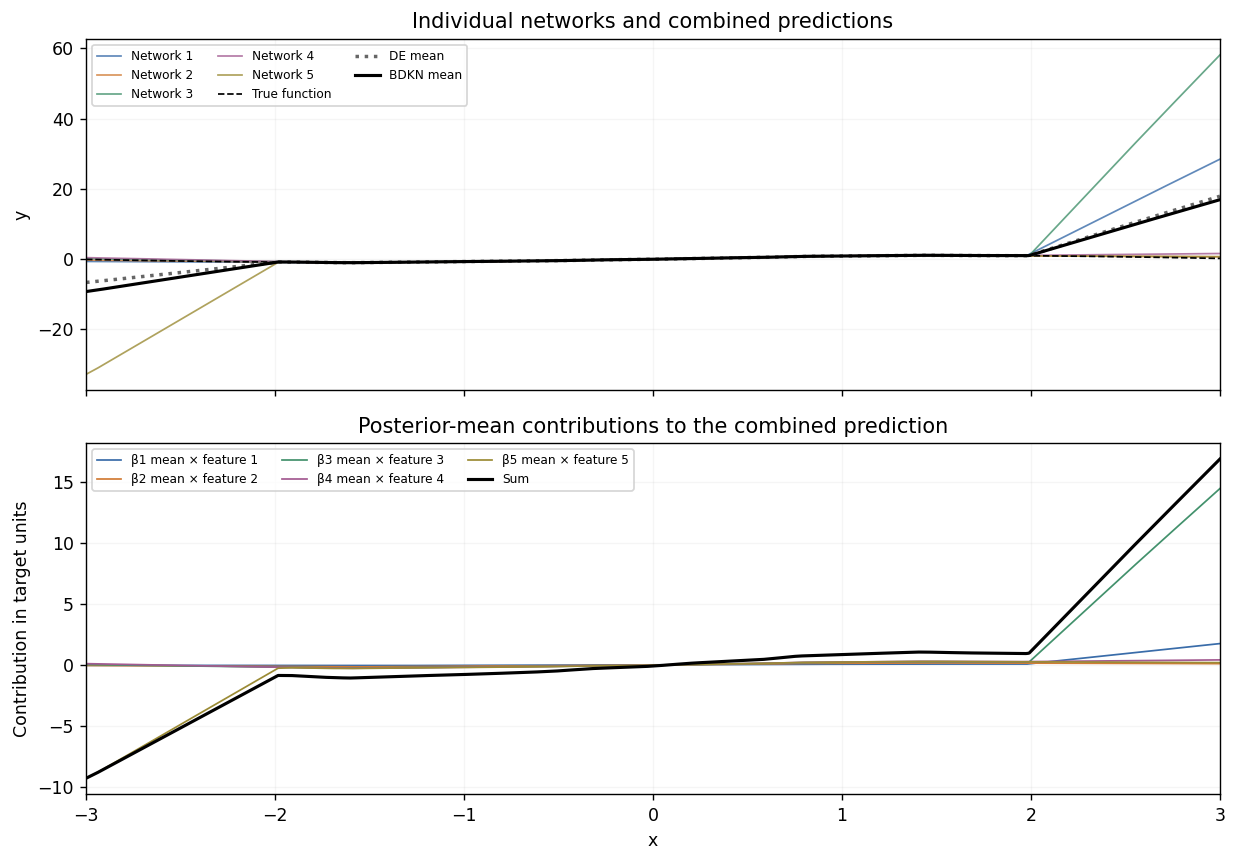 Individual networks and combined predictions
60
40
20
0
−20
y
Network 1
Network 2
Network 3
Network 4
Network 5
True function
DE mean
BDKN mean
Posterior-mean contributions to the combined prediction
15
10
5
0
−5
−10
Contribution in target units
β1 mean × feature 1
β2 mean × feature 2
β3 mean × feature 3
β4 mean × feature 4
β5 mean × feature 5
Sum
−3
−2
−1
0
1
2
3
x